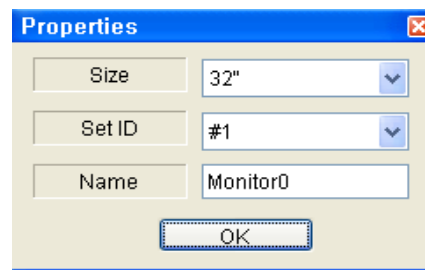 Properties
Size 32"
Set ID #1
Name Monitor0
OK